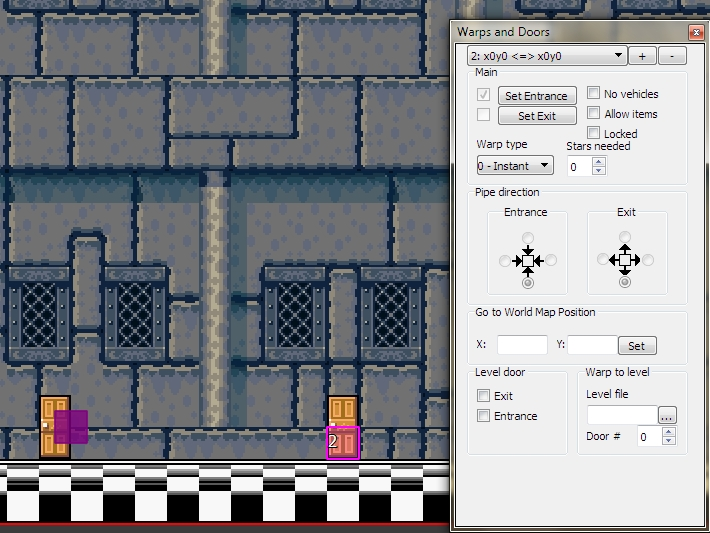 Warps and Doors
2: x0y0 <=> x0y0
+
-
Main
Set Entrance
No vehicles
Set Exit
Allow items
Locked
Warp type
Stars needed
0 - Instant
0
Pipe direction
Entrance
Exit
Go to World Map Position
X:
Y:
Set
Level door
Warp to level
Exit
Level file
Entrance
...
Door #
0
2